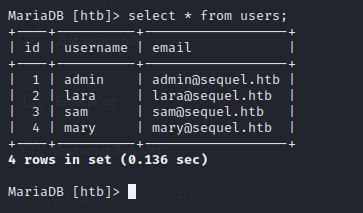 MariaDB [htb]> select * from users;
+----+----------+------------------+
| id | username | email            |
+----+----------+------------------+
|  1 | admin    | admin@sequel.htb |
|  2 | lara     | lara@sequel.htb  |
|  3 | sam      | sam@sequel.htb   |
|  4 | mary     | mary@sequel.htb  |
+----+----------+------------------+
4 rows in set (0.136 sec)
MariaDB [htb]>